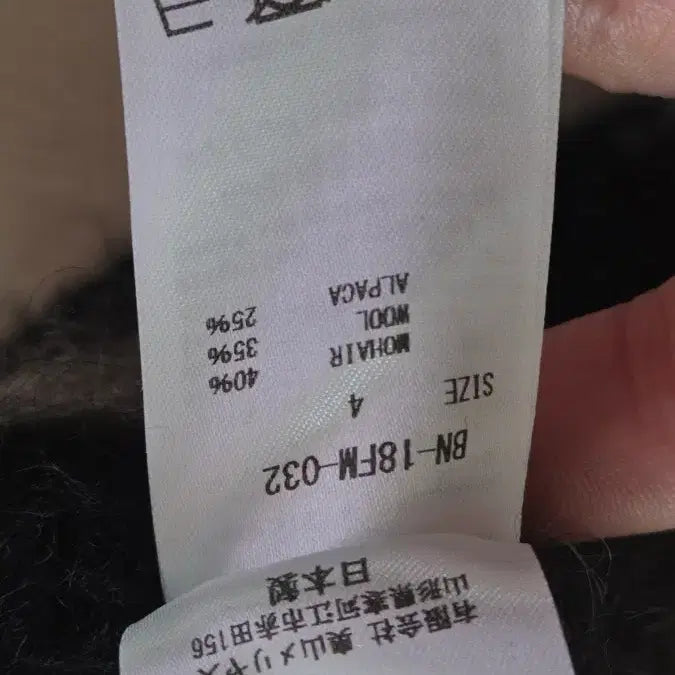 有限会社 奥山メリヤス
山形県寒河江市赤田156
日本製
BN-18FM-032
SIZE 4
MOHAIR 40%
WOOL 35%
ALPACA 25%